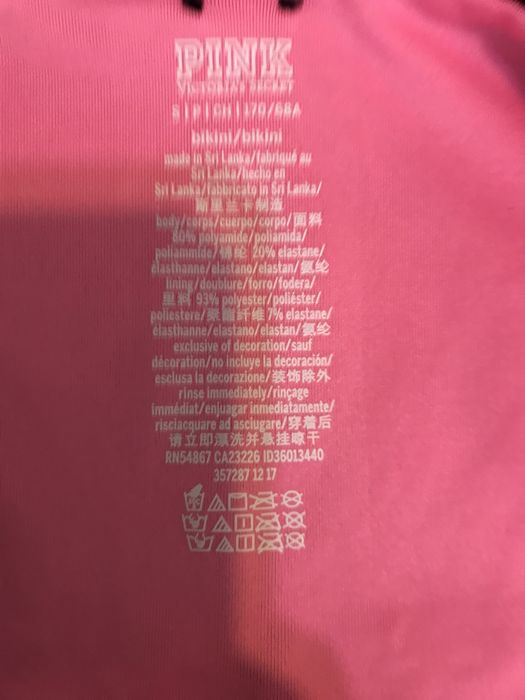 PINK
VICTORIA'S SECRET
S | P | CH | 170/68A
bikini/bikini
made in Sri Lanka/fabriqué au
Sri Lanka/hecho en
Sri Lanka/fabbricato in Sri Lanka/
斯里兰卡制造
body/corps/cuerpo/corpo/面料
80% polyamide/poliamida/
poliammide/锦纶 20% elastane/
élasthanne/elastano/elastan/氨纶
lining/doublure/forro/fodera/
里料 93% polyester/poliéster/
poliestere/聚酯纤维 7% elastane/
élasthanne/elastano/elastan/氨纶
exclusive of decoration/sauf
décoration/no incluye la decoración/
esclusa la decorazione/装饰除外
rinse immediately/rinçage
immédiat/enjuagar inmediatamente/
risciacquare ad asciugare/穿着后
请立即漂洗并悬挂晾干
RN54867 CA23226 ID36013440
357287 12 17